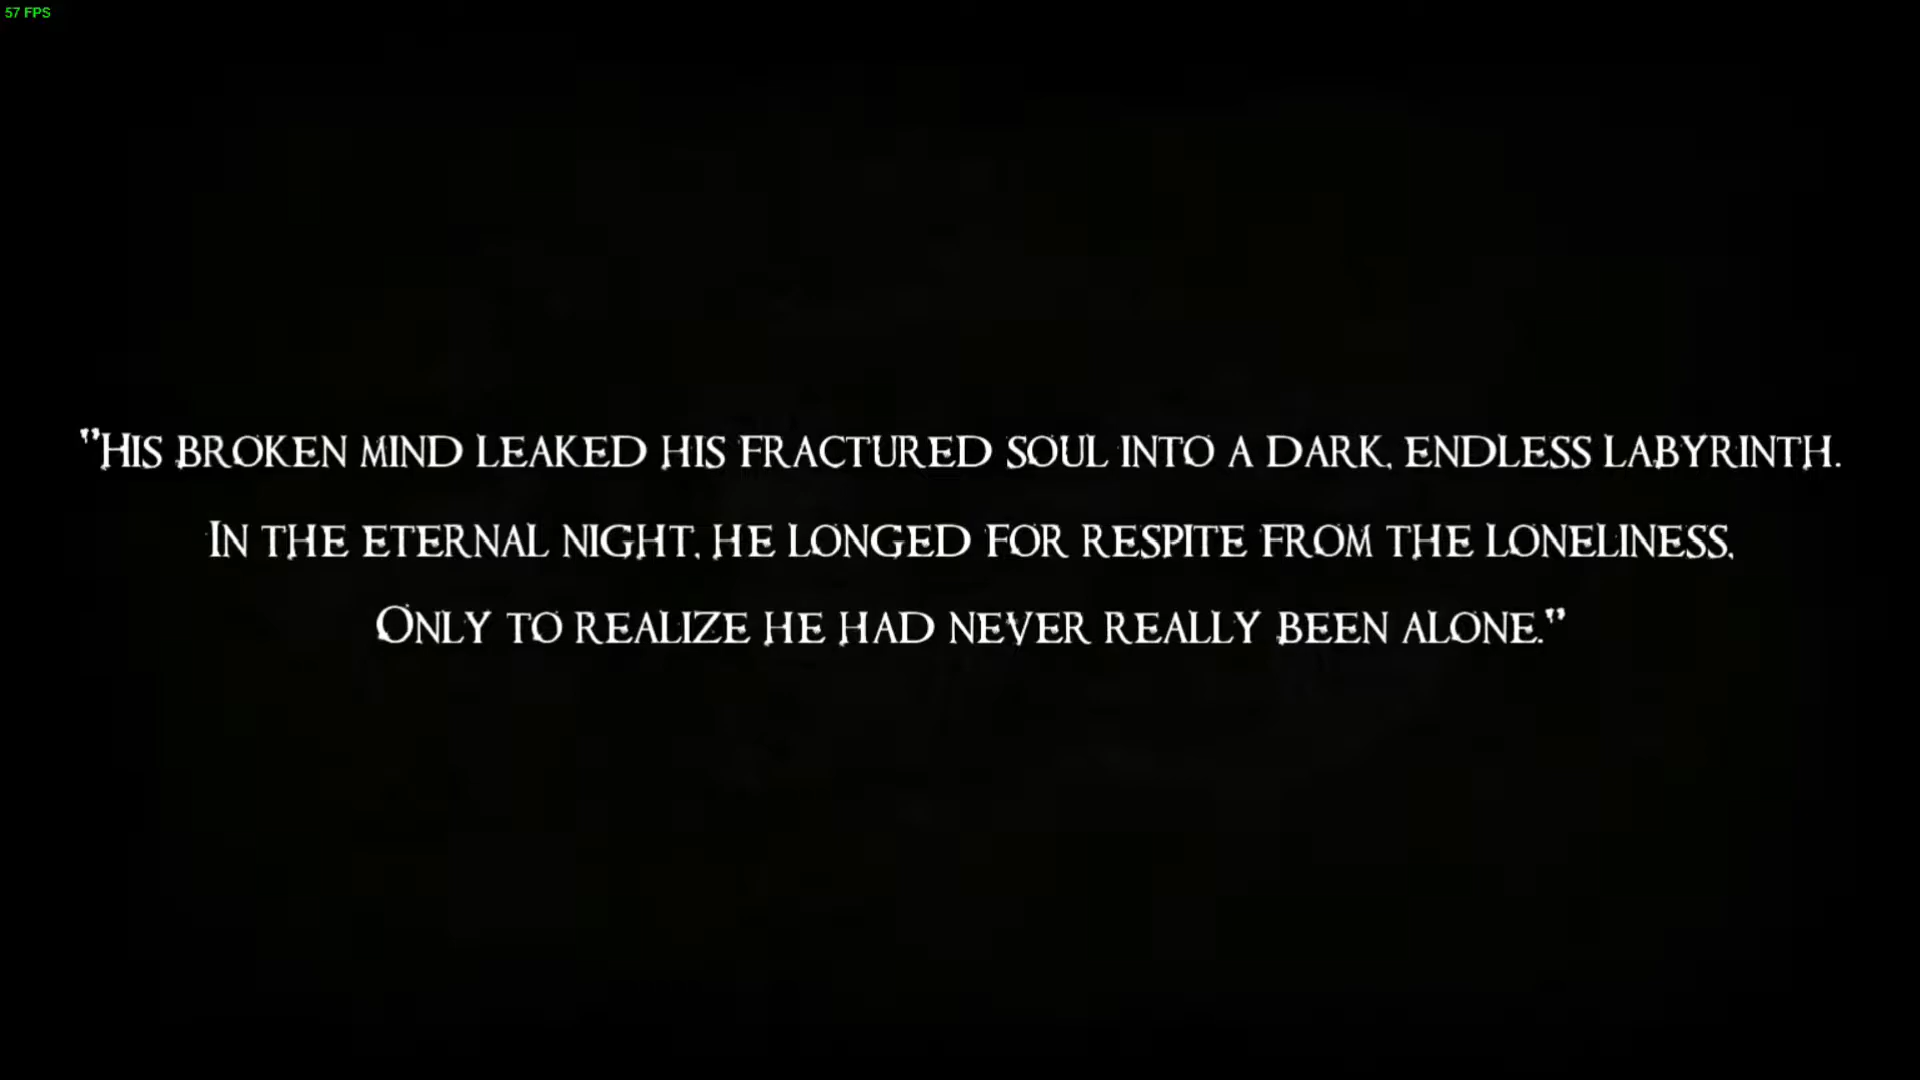 57 FPS
"His broken mind leaked his fractured soul into a dark, endless labyrinth.
In the eternal night, he longed for respite from the loneliness,
Only to realize he had never really been alone."